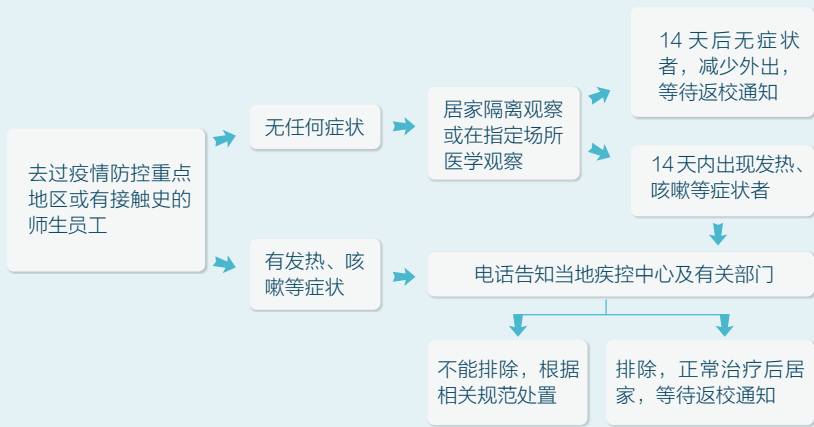 去过疫情防控重点
地区或有接触史的
师生员工
无任何症状
居家隔离观察
或在指定场所
医学观察
14 天后无症状
者，减少外出，
等待返校通知
14 天内出现发热、
咳嗽等症状者
有发热、咳
嗽等症状
电话告知当地疾控中心及有关部门
不能排除，根据
相关规范处置
排除，正常治疗后居
家，等待返校通知